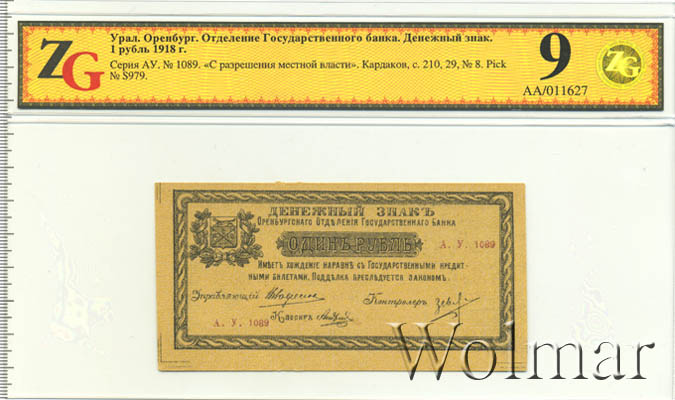 ZG
Урал. Оренбург. Отделение Государственного банка. Денежный знак.
1 рубль 1918 г.
Серия АУ. № 1089. «С разрешения местной власти». Кардаков, с. 210, 29, № 8. Pick
№ S979.
9
ZG
AA/011627
ДЕНЕЖНЫЙ ЗНАКЪ
ОРЕНБУРГСКАГО ОТДѢЛЕНІЯ ГОСУДАРСТВЕННАГО БАНКА
ОДИНЪ РУБЛЬ
А. У. 1089
ИМѢЕТЪ ХОЖДЕНІЕ НАРАВНѢ СЪ ГОСУДАРСТВЕННЫМИ КРЕДИТ-
НЫМИ БИЛЕТАМИ. ПОДДѢЛКА ПРЕСЛѢДУЕТСЯ ЗАКОНОМЪ.
Управляющій
Контролеръ
А. У. 1089
Кассиръ
Wolmar